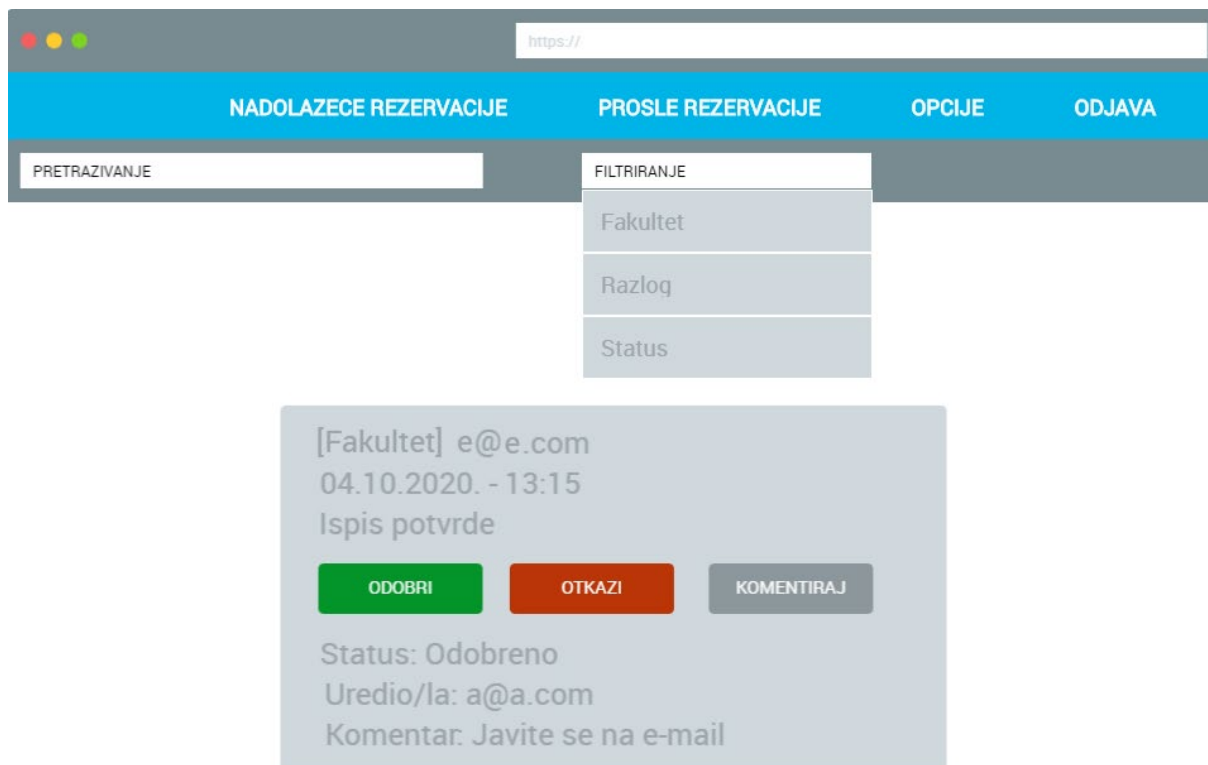 https://
NADOLAZECE REZERVACIJE PROSLE REZERVACIJE OPCIJE ODJAVA
PRETRAZIVANJE FILTRIRANJE
Fakultet
Razlog
Status
[Fakultet] e@e.com
04.10.2020. - 13:15
Ispis potvrde
ODOBRI OTKAZI KOMENTIRAJ
Status: Odobreno
Uredio/la: a@a.com
Komentar: Javite se na e-mail